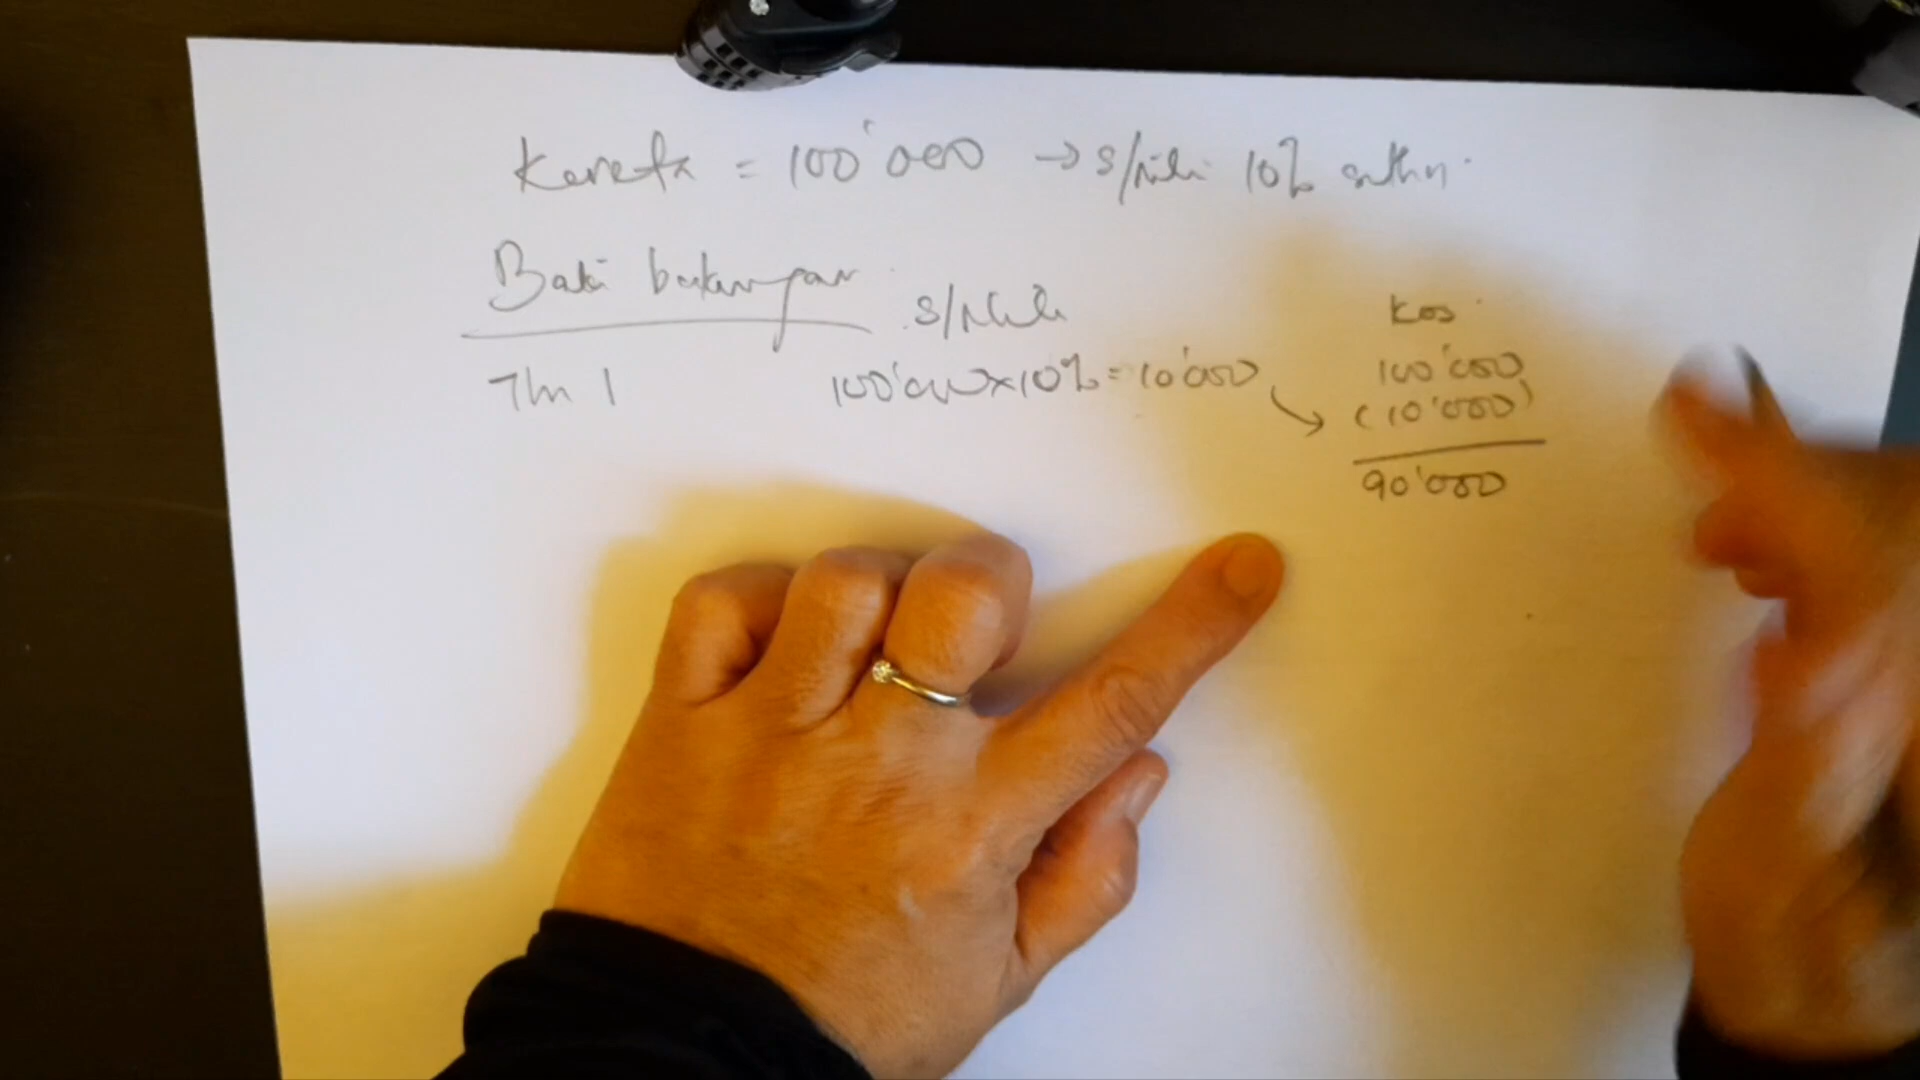 Kereta = 100'000 → s/nilai 10% sethn.
Baki berkurangan
s/nilai
Kos
Thn 1 100'000 x 10% = 10'000
100'000
(10'000)
90'000